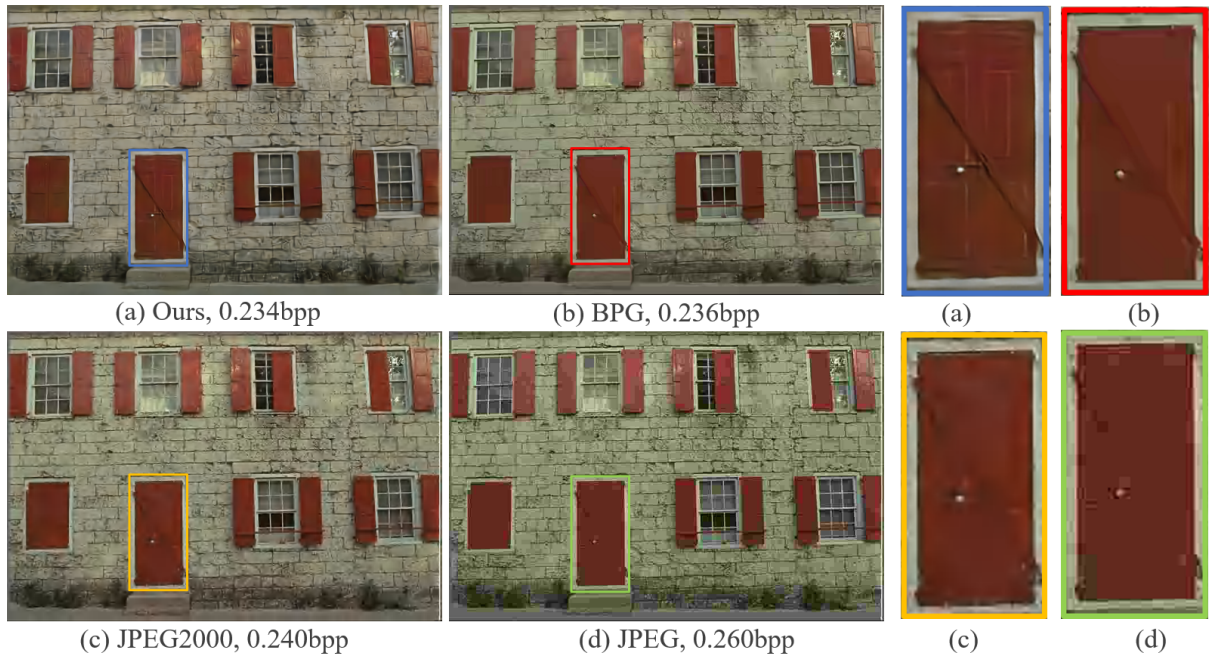 (a) Ours, 0.234bpp
(b) BPG, 0.236bpp
(a)
(b)
(c) JPEG2000, 0.240bpp
(d) JPEG, 0.260bpp
(c)
(d)